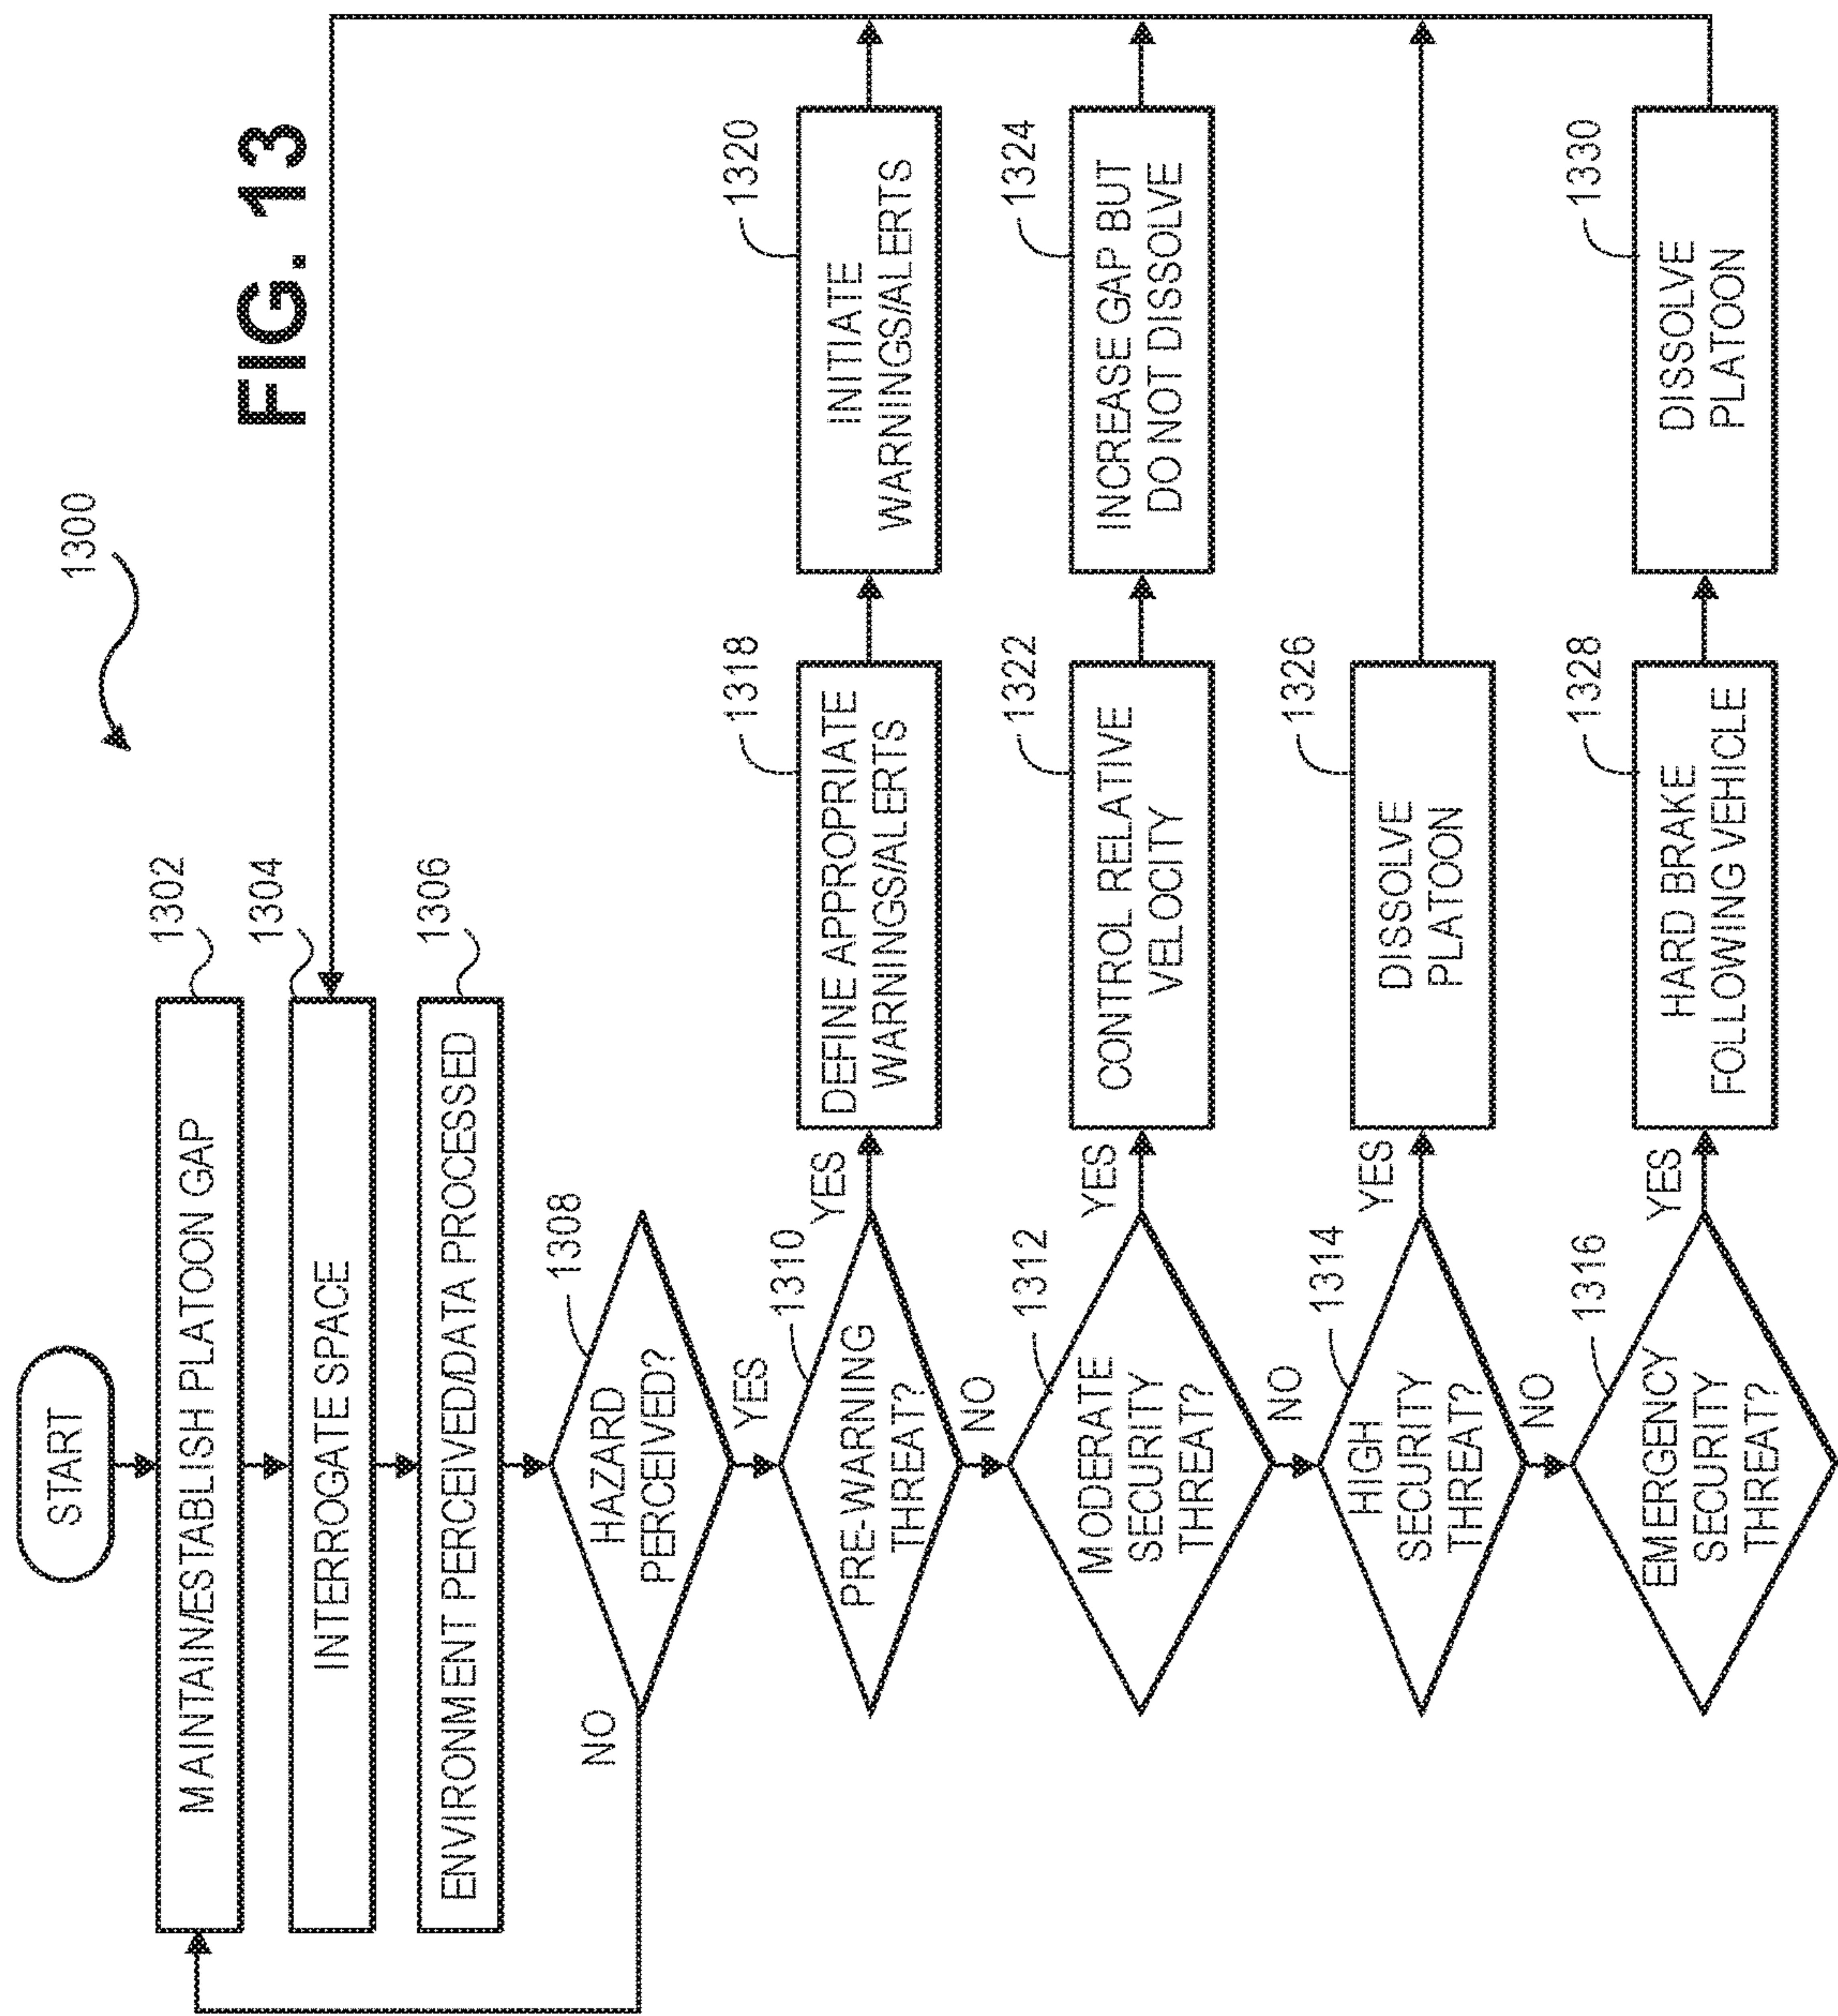 FIG. 13
1300
START
MAINTAIN/ESTABLISH PLATOON GAP
1302
INTERROGATE SPACE
1304
ENVIRONMENT PERCEIVED/DATA PROCESSED
1306
HAZARD
PERCEIVED?
1308
NO
YES
PRE-WARNING
THREAT?
1310
YES
NO
DEFINE APPROPRIATE
WARNINGS/ALERTS
1318
INITIATE
WARNINGS/ALERTS
1320
MODERATE
SECURITY
THREAT?
1312
YES
NO
CONTROL RELATIVE
VELOCITY
1322
INCREASE GAP BUT
DO NOT DISSOLVE
1324
HIGH
SECURITY
THREAT?
1314
YES
NO
DISSOLVE
PLATOON
1326
EMERGENCY
SECURITY
THREAT?
1316
YES
HARD BRAKE
FOLLOWING VEHICLE
1328
DISSOLVE
PLATOON
1330